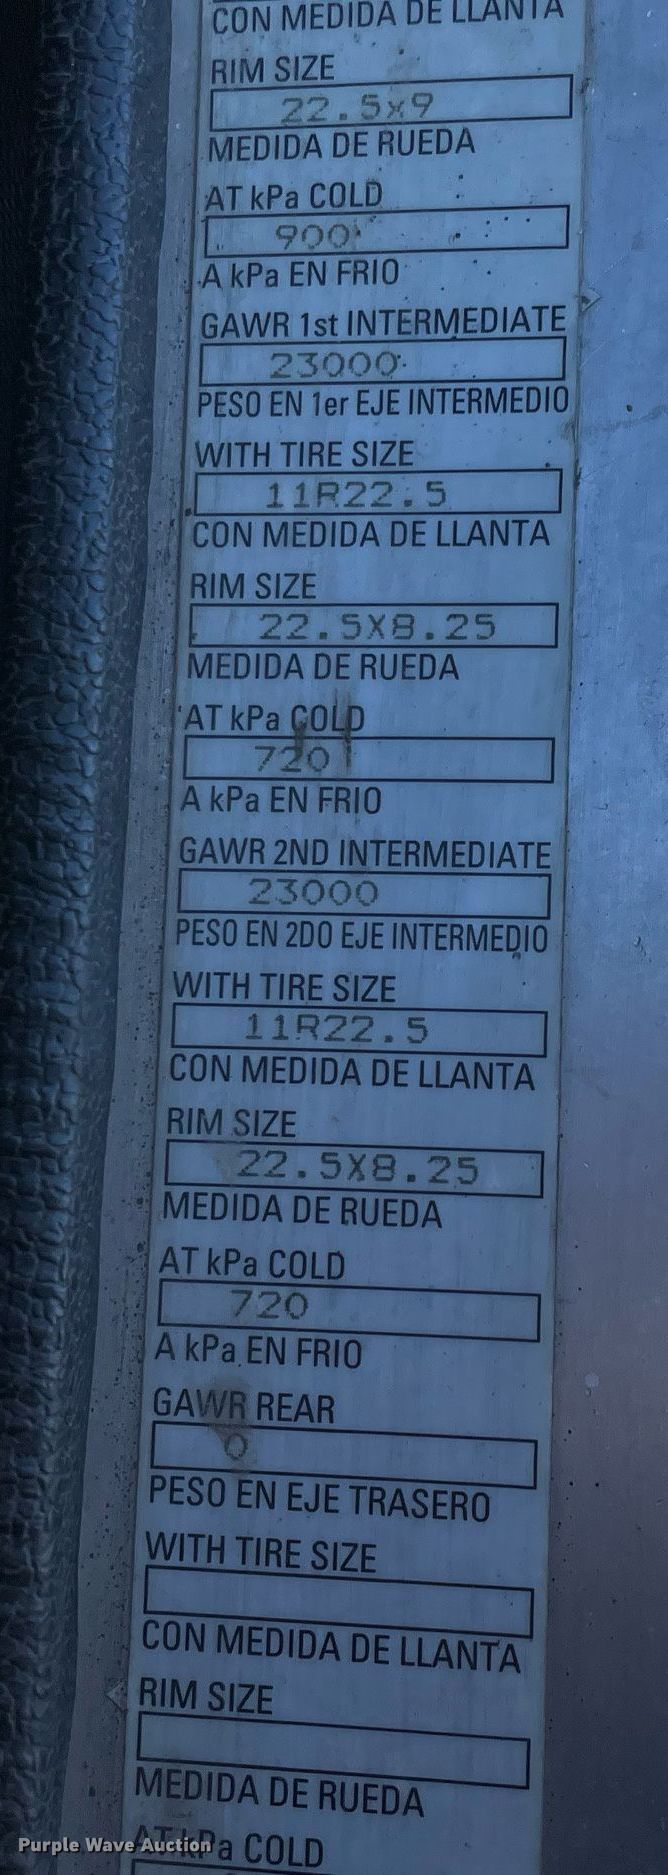 CON MEDIDA DE LLANTA
RIM SIZE
22.5x9
MEDIDA DE RUEDA
AT kPa COLD
900
A kPa EN FRIO
GAWR 1st INTERMEDIATE
23000
PESO EN 1er EJE INTERMEDIO
WITH TIRE SIZE
11R22.5
CON MEDIDA DE LLANTA
RIM SIZE
22.5X8.25
MEDIDA DE RUEDA
AT kPa COLD
720
A kPa EN FRIO
GAWR 2ND INTERMEDIATE
23000
PESO EN 2DO EJE INTERMEDIO
WITH TIRE SIZE
11R22.5
CON MEDIDA DE LLANTA
RIM SIZE
22.5X8.25
MEDIDA DE RUEDA
AT kPa COLD
720
A kPa EN FRIO
GAWR REAR
0
PESO EN EJE TRASERO
WITH TIRE SIZE
CON MEDIDA DE LLANTA
RIM SIZE
MEDIDA DE RUEDA
AT kPa COLD
Purple Wave Auction